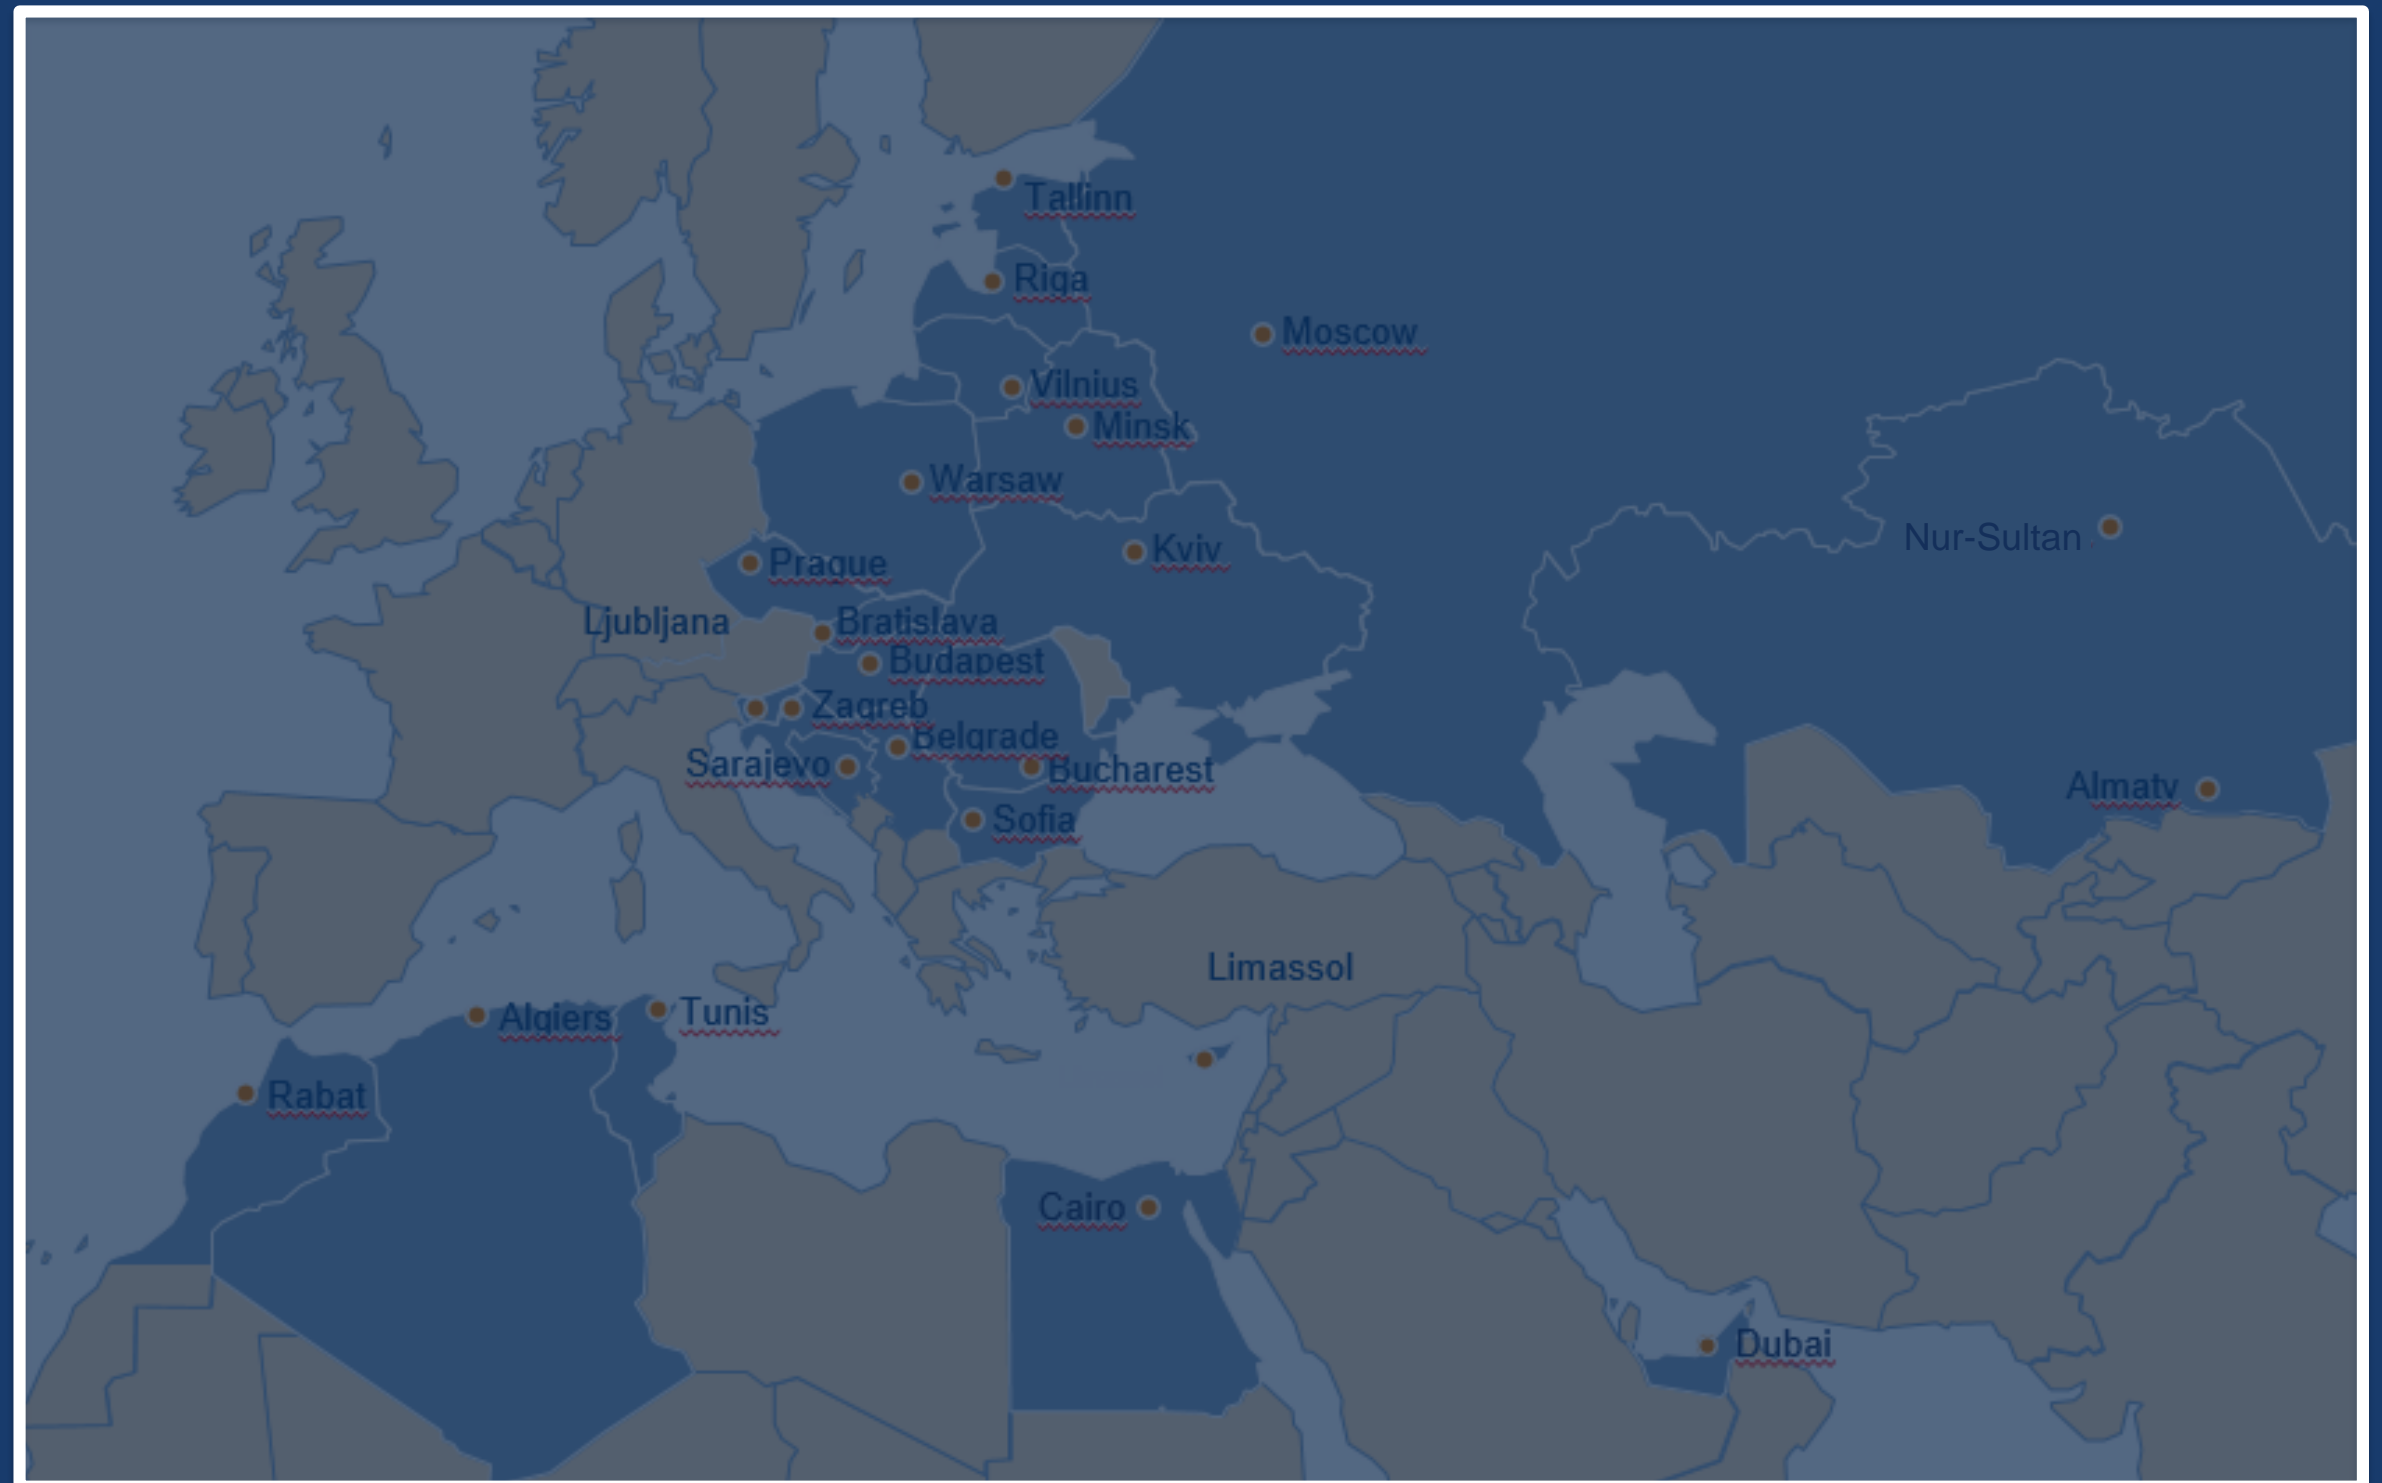 Tallinn
Riga
Moscow
Vilnius
Minsk
Warsaw
Nur-Sultan
Kyiv
Prague
Ljubljana
Bratislava
Budapest
Zagreb
Belgrade
Sarajevo
Bucharest
Almaty
Sofia
Limassol
Algiers
Tunis
Rabat
Cairo
Dubai